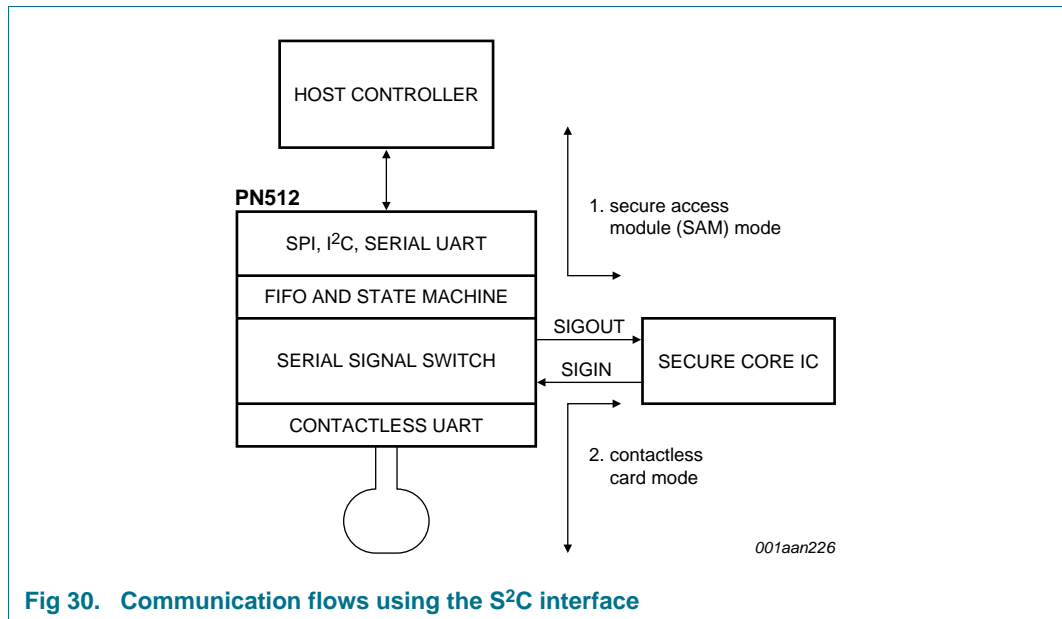 HOST CONTROLLER
PN512
SPI, I²C, SERIAL UART
FIFO AND STATE MACHINE
SERIAL SIGNAL SWITCH
CONTACTLESS UART
SIGOUT
SIGIN
SECURE CORE IC
1. secure access
module (SAM) mode
2. contactless
card mode
001aan226
Fig 30. Communication flows using the S²C interface